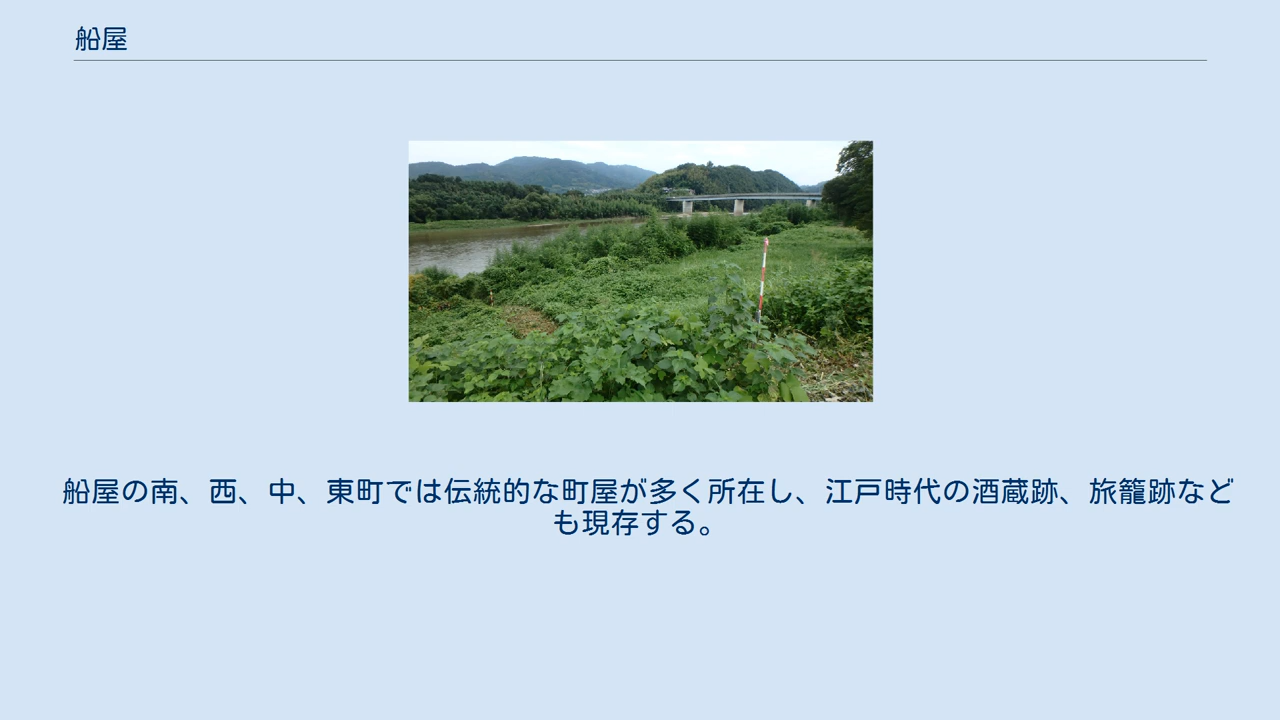 船屋
船屋の南、西、中、東町では伝統的な町屋が多く所在し、江戸時代の酒蔵跡、旅籠跡など
も現存する。